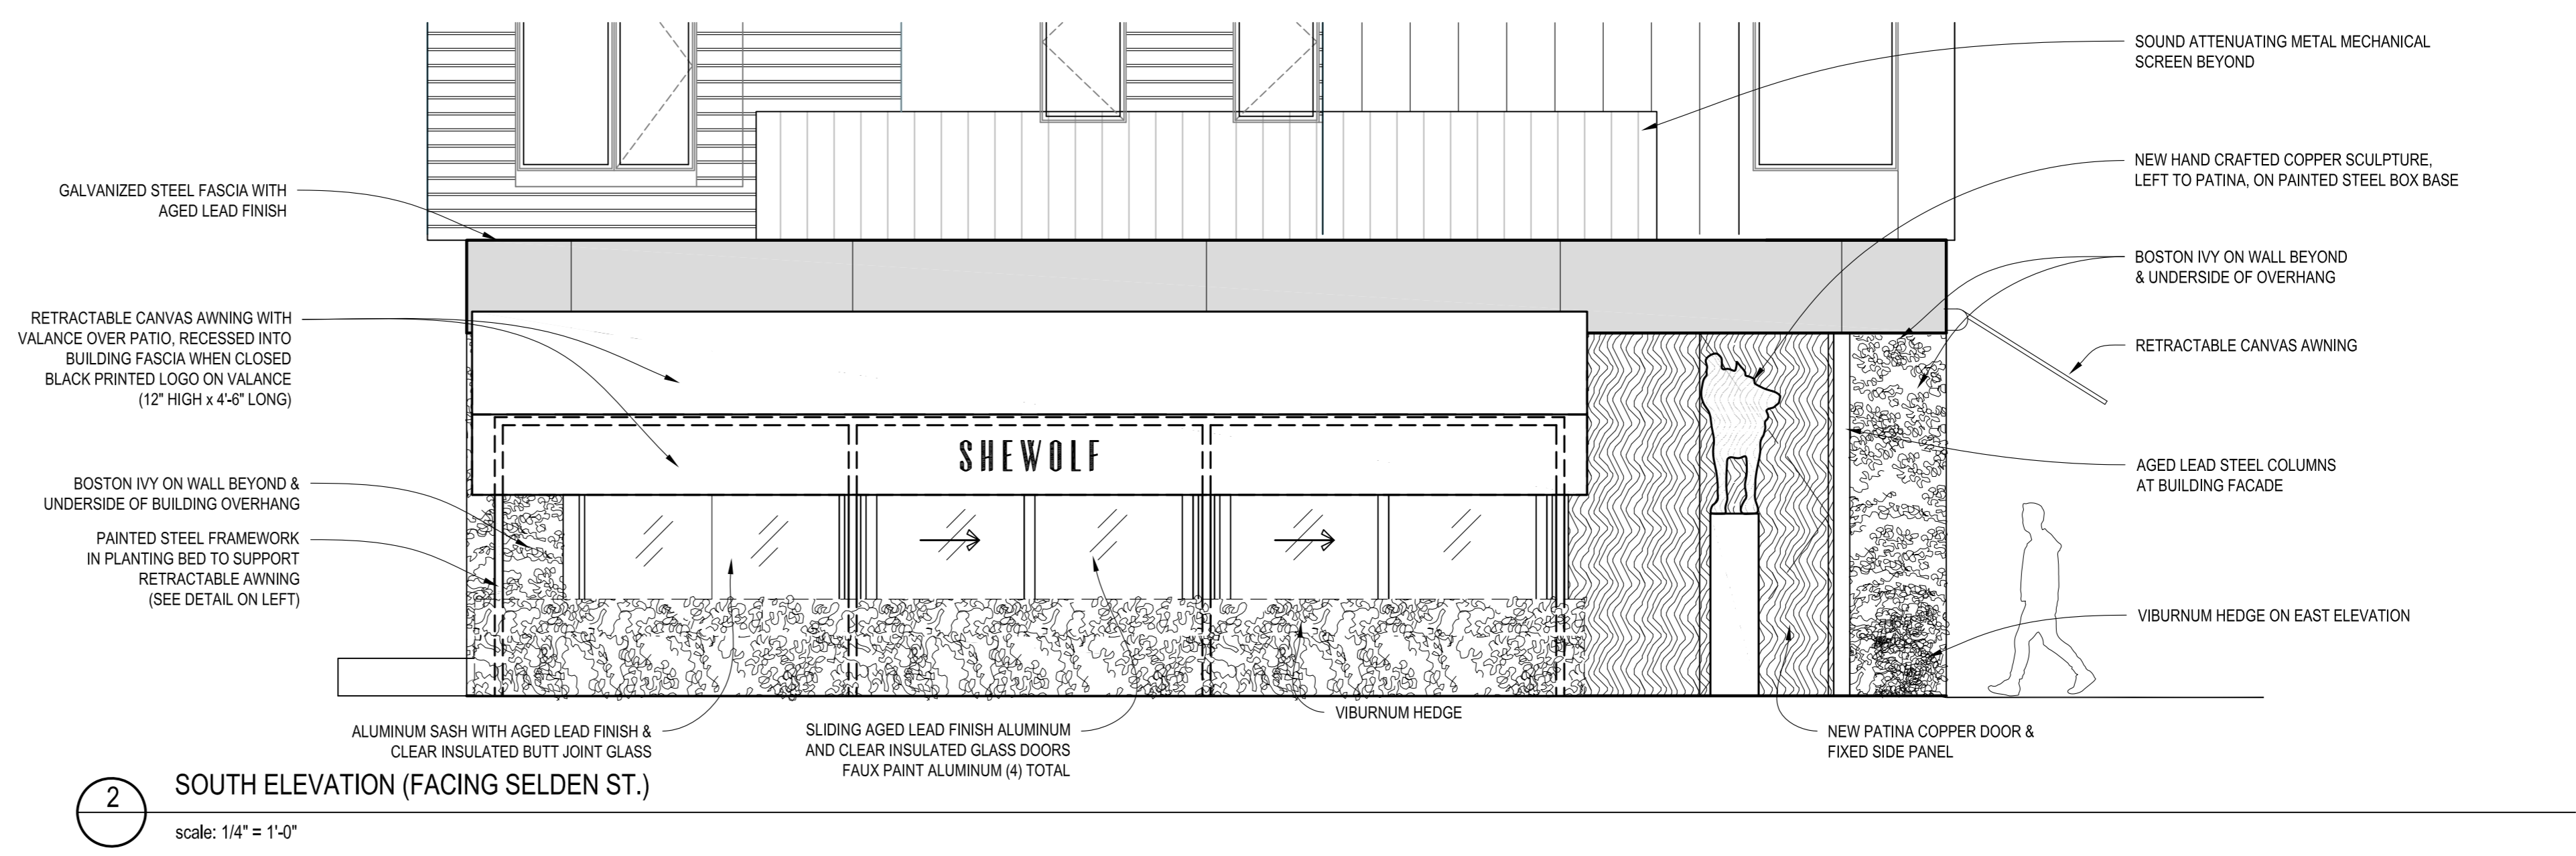 SOUND ATTENUATING METAL MECHANICAL
SCREEN BEYOND
NEW HAND CRAFTED COPPER SCULPTURE,
LEFT TO PATINA, ON PAINTED STEEL BOX BASE
GALVANIZED STEEL FASCIA WITH
AGED LEAD FINISH
BOSTON IVY ON WALL BEYOND
& UNDERSIDE OF OVERHANG
RETRACTABLE CANVAS AWNING WITH
VALANCE OVER PATIO, RECESSED INTO
BUILDING FASCIA WHEN CLOSED
BLACK PRINTED LOGO ON VALANCE
(12" HIGH x 4'-6" LONG)
RETRACTABLE CANVAS AWNING
SHEWOLF
AGED LEAD STEEL COLUMNS
AT BUILDING FACADE
BOSTON IVY ON WALL BEYOND &
UNDERSIDE OF BUILDING OVERHANG
PAINTED STEEL FRAMEWORK
IN PLANTING BED TO SUPPORT
RETRACTABLE AWNING
(SEE DETAIL ON LEFT)
VIBURNUM HEDGE ON EAST ELEVATION
ALUMINUM SASH WITH AGED LEAD FINISH &
CLEAR INSULATED BUTT JOINT GLASS
SLIDING AGED LEAD FINISH ALUMINUM
AND CLEAR INSULATED GLASS DOORS
FAUX PAINT ALUMINUM (4) TOTAL
VIBURNUM HEDGE
NEW PATINA COPPER DOOR &
FIXED SIDE PANEL
2
SOUTH ELEVATION (FACING SELDEN ST.)
scale: 1/4" = 1'-0"